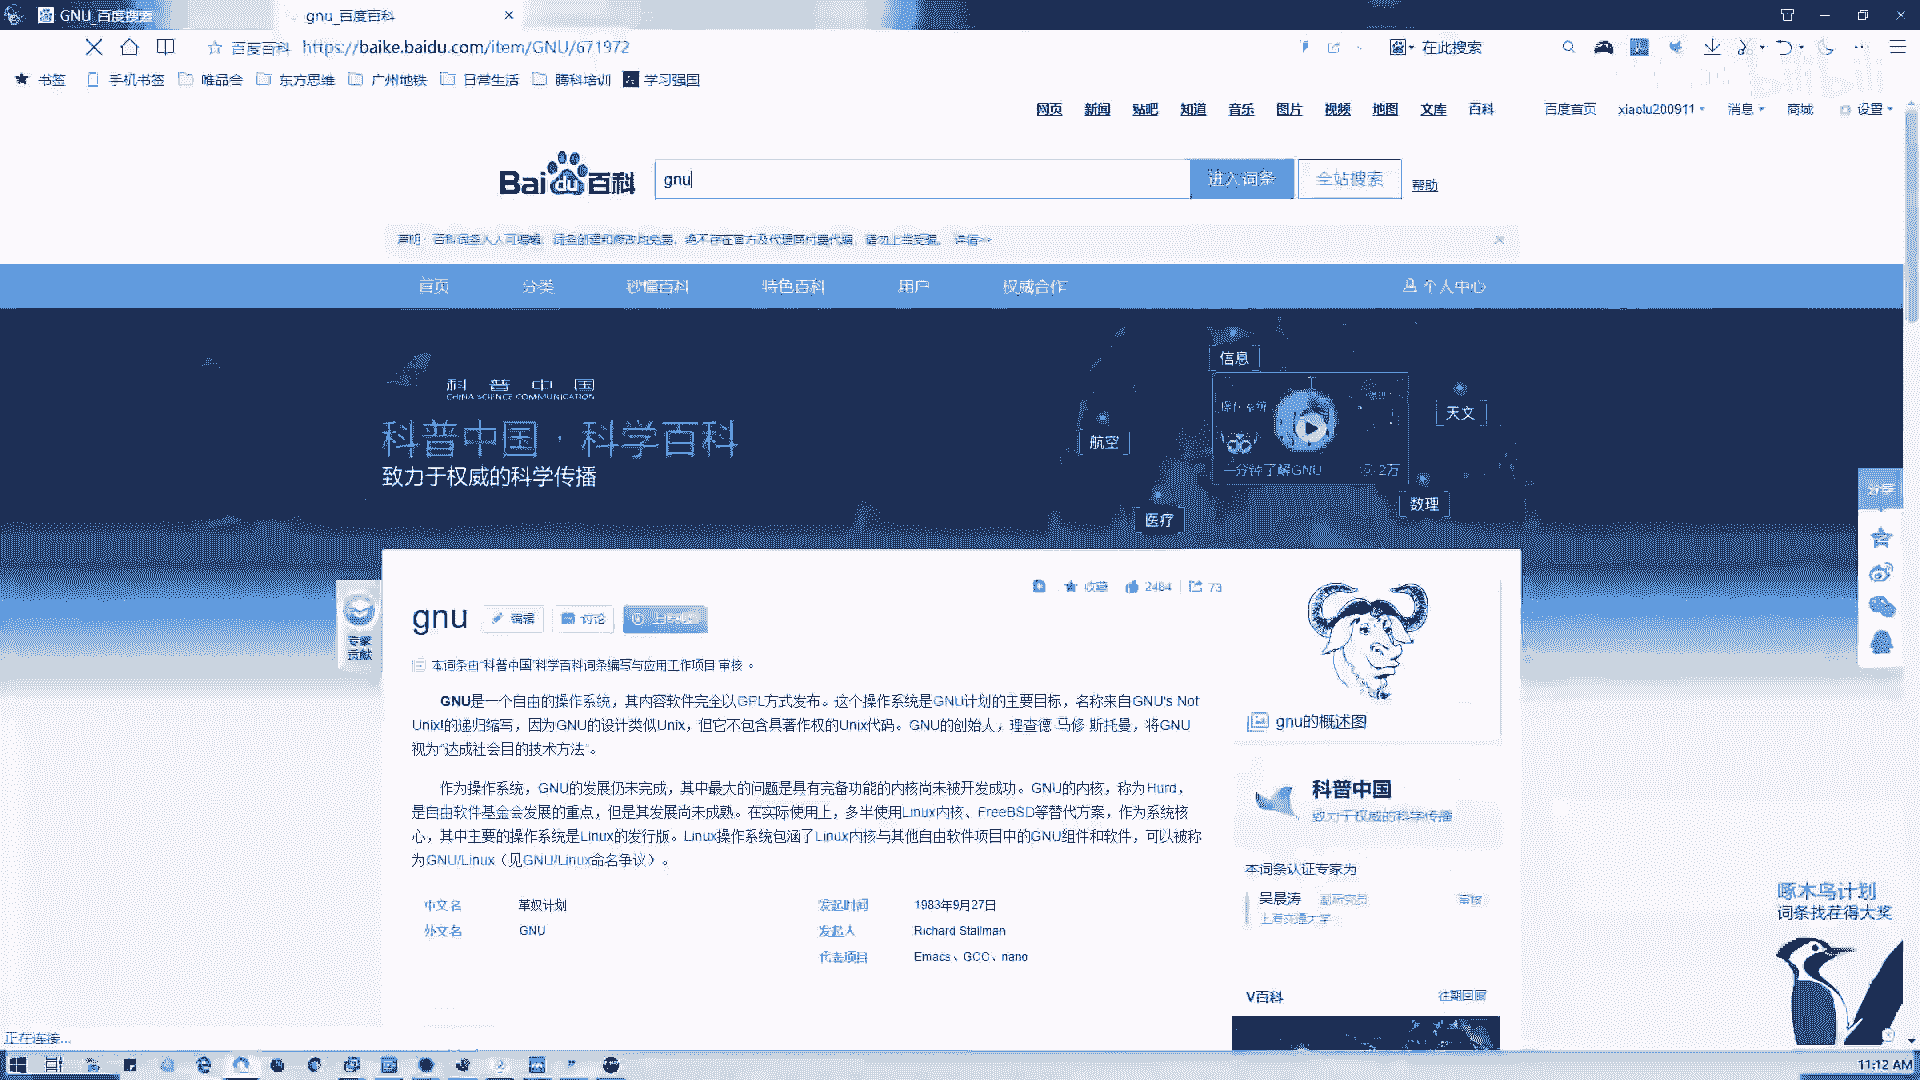 GNU_百度搜索
gnu_百度百科
百度百科 https://baike.baidu.com/item/GNU/671972
在此搜索
书签 手机书签 唯品会 东方思维 广州地铁 日常生活 腾科培训 学习强国
网页 新闻 贴吧 知道 音乐 图片 视频 地图 文库 百科 百度首页 xiaolu200911 消息 商城 设置
Bai du 百科 gnu 进入词条 全站搜索 帮助
声明：百科词条人人可编辑，词条创建和修改均免费，绝不存在官方及代理商付费代编，请勿上当受骗。 详情>>
首页 分类 秒懂百科 特色百科 用户 权威合作 个人中心
信息
科普中国
CHINA SCIENCE COMMUNICATION
科普中国·科学百科
致力于权威的科学传播
天文
航空
一分钟了解GNU
数理
医疗
分享
收藏 2484 73
gnu 编辑 讨论
专家
贡献
本词条由“科普中国”科学百科词条编写与应用工作项目 审核 。
GNU是一个自由的操作系统，其内容软件完全以GPL方式发布。这个操作系统是GNU计划的主要目标，名称来自GNU's Not
Unix!的递归缩写，因为GNU的设计类似Unix，但它不包含具著作权的Unix代码。GNU的创始人，理查德·马修·斯托曼，将GNU
视为“达成社会目的技术方法”。
作为操作系统，GNU的发展仍未完成，其中最大的问题是具有完备功能的内核尚未被开发成功。GNU的内核，称为Hurd，
是自由软件基金会发展的重点，但是其发展尚未成熟。在实际使用上，多半使用Linux内核、FreeBSD等替代方案，作为系统核
心，其中主要的操作系统是Linux的发行版。Linux操作系统包涵了Linux内核与其他自由软件项目中的GNU组件和软件，可以被称
为GNU/Linux（见GNU/Linux命名争议）。
中文名 革奴计划
外文名 GNU
发起时间 1983年9月27日
发起人 Richard Stallman
代表项目 Emacs、GCC、nano
gnu的概述图
科普中国
致力于权威的科学传播
本词条认证专家为
吴晨涛 副研究员 审核
上海交通大学
V百科 往期回顾
啄木鸟计划
词条找茬得大奖
正在连接...
11:12 AM